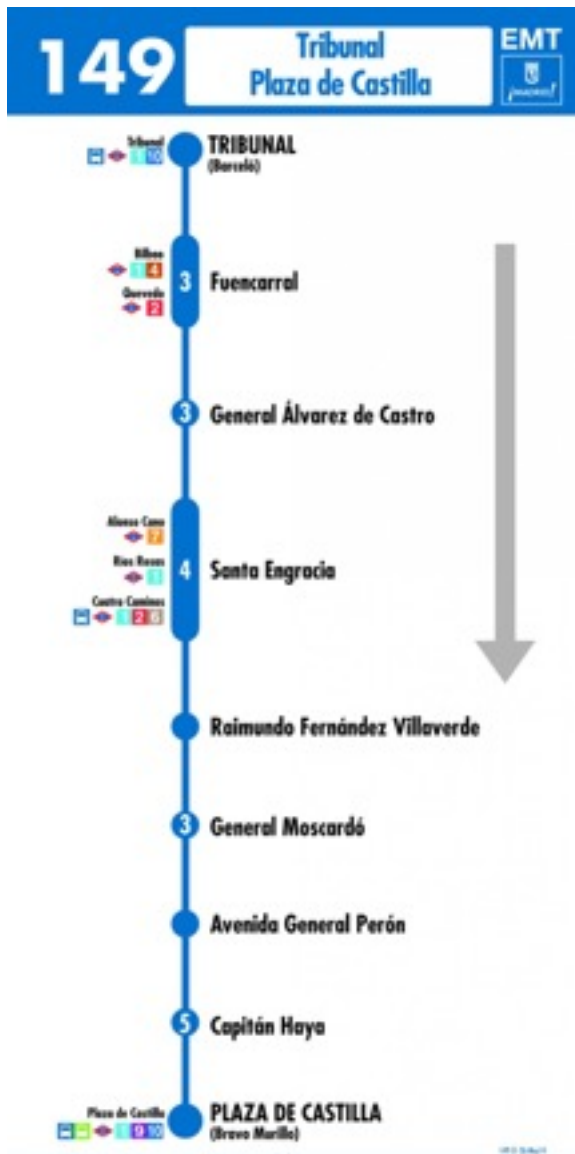 149
Tribunal
Plaza de Castilla
EMT
¡MADRID!
Tribunal
1 10
TRIBUNAL
(Barceló)
Bilbao
1 4
Quevedo
2
3
Fuencarral
3
General Álvarez de Castro
Alonso Cano
7
Ríos Rosas
1
Cuatro Caminos
1 2 6
4
Santa Engracia
Raimundo Fernández Villaverde
3
General Moscardó
Avenida General Perón
5
Capitán Haya
Plaza de Castilla
1 9 10
PLAZA DE CASTILLA
(Bravo Murillo)